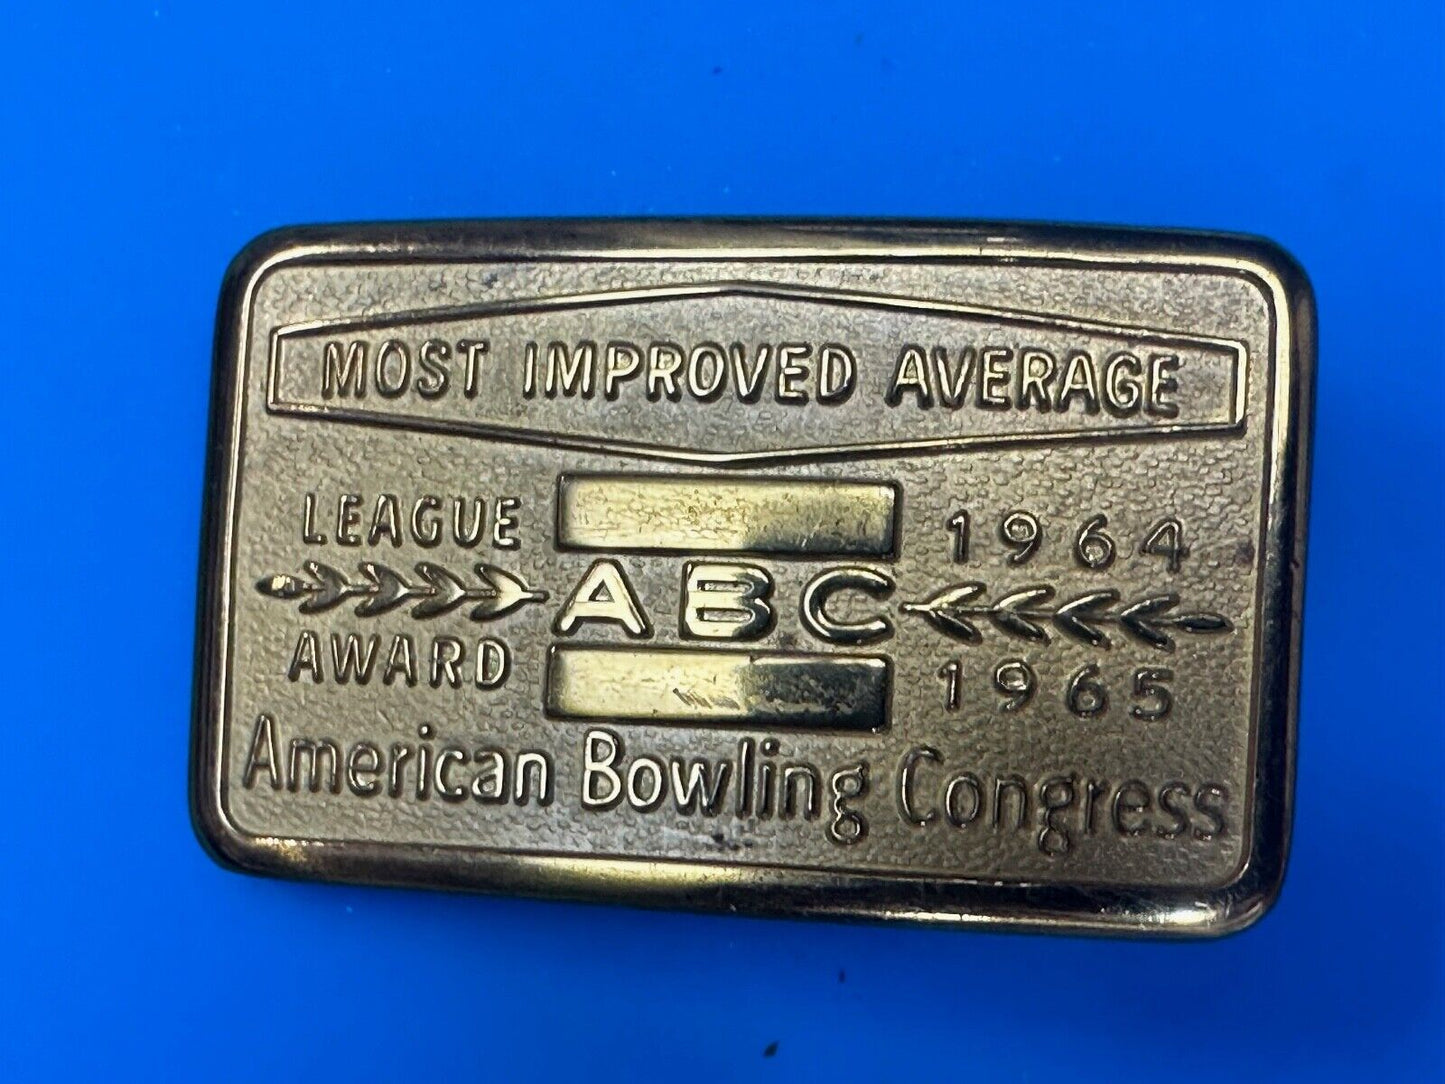 MOST IMPROVED AVERAGE
LEAGUE
AWARD
ABC
1964
1965
American Bowling Congress